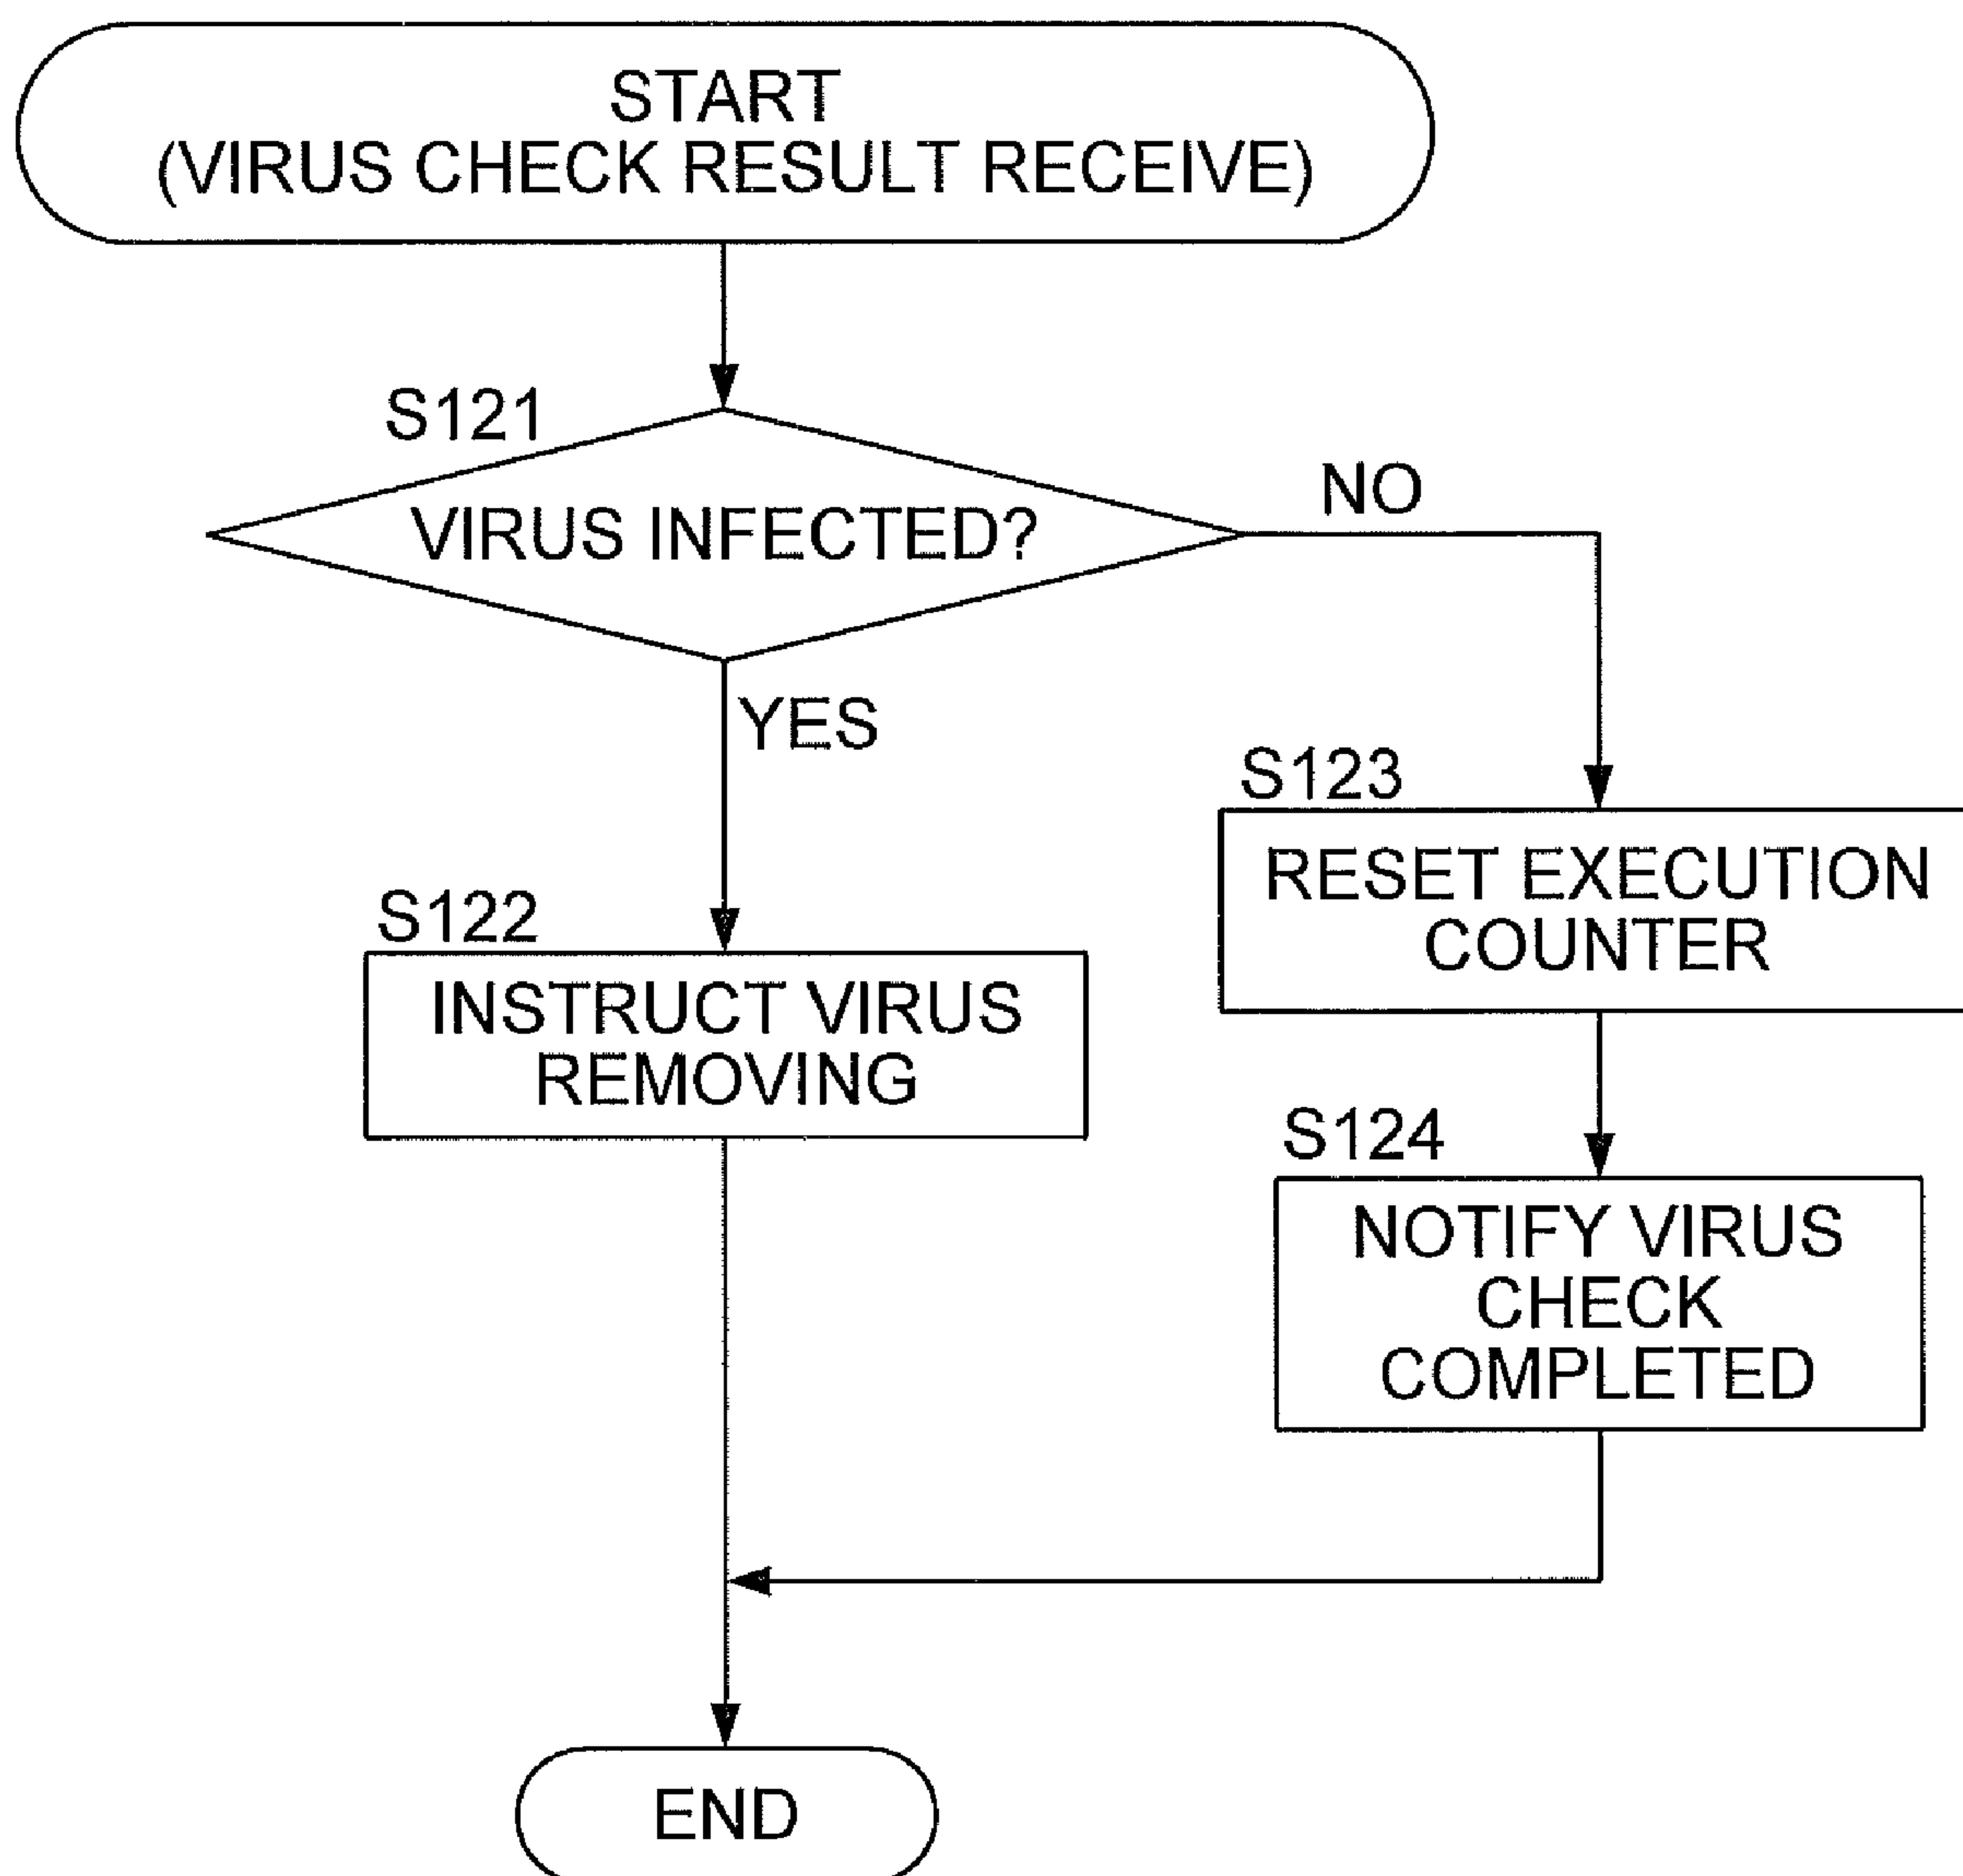 START
(VIRUS CHECK RESULT RECEIVE)
S121
VIRUS INFECTED?
NO
YES
S123
RESET EXECUTION
COUNTER
S122
INSTRUCT VIRUS
REMOVING
S124
NOTIFY VIRUS
CHECK
COMPLETED
END